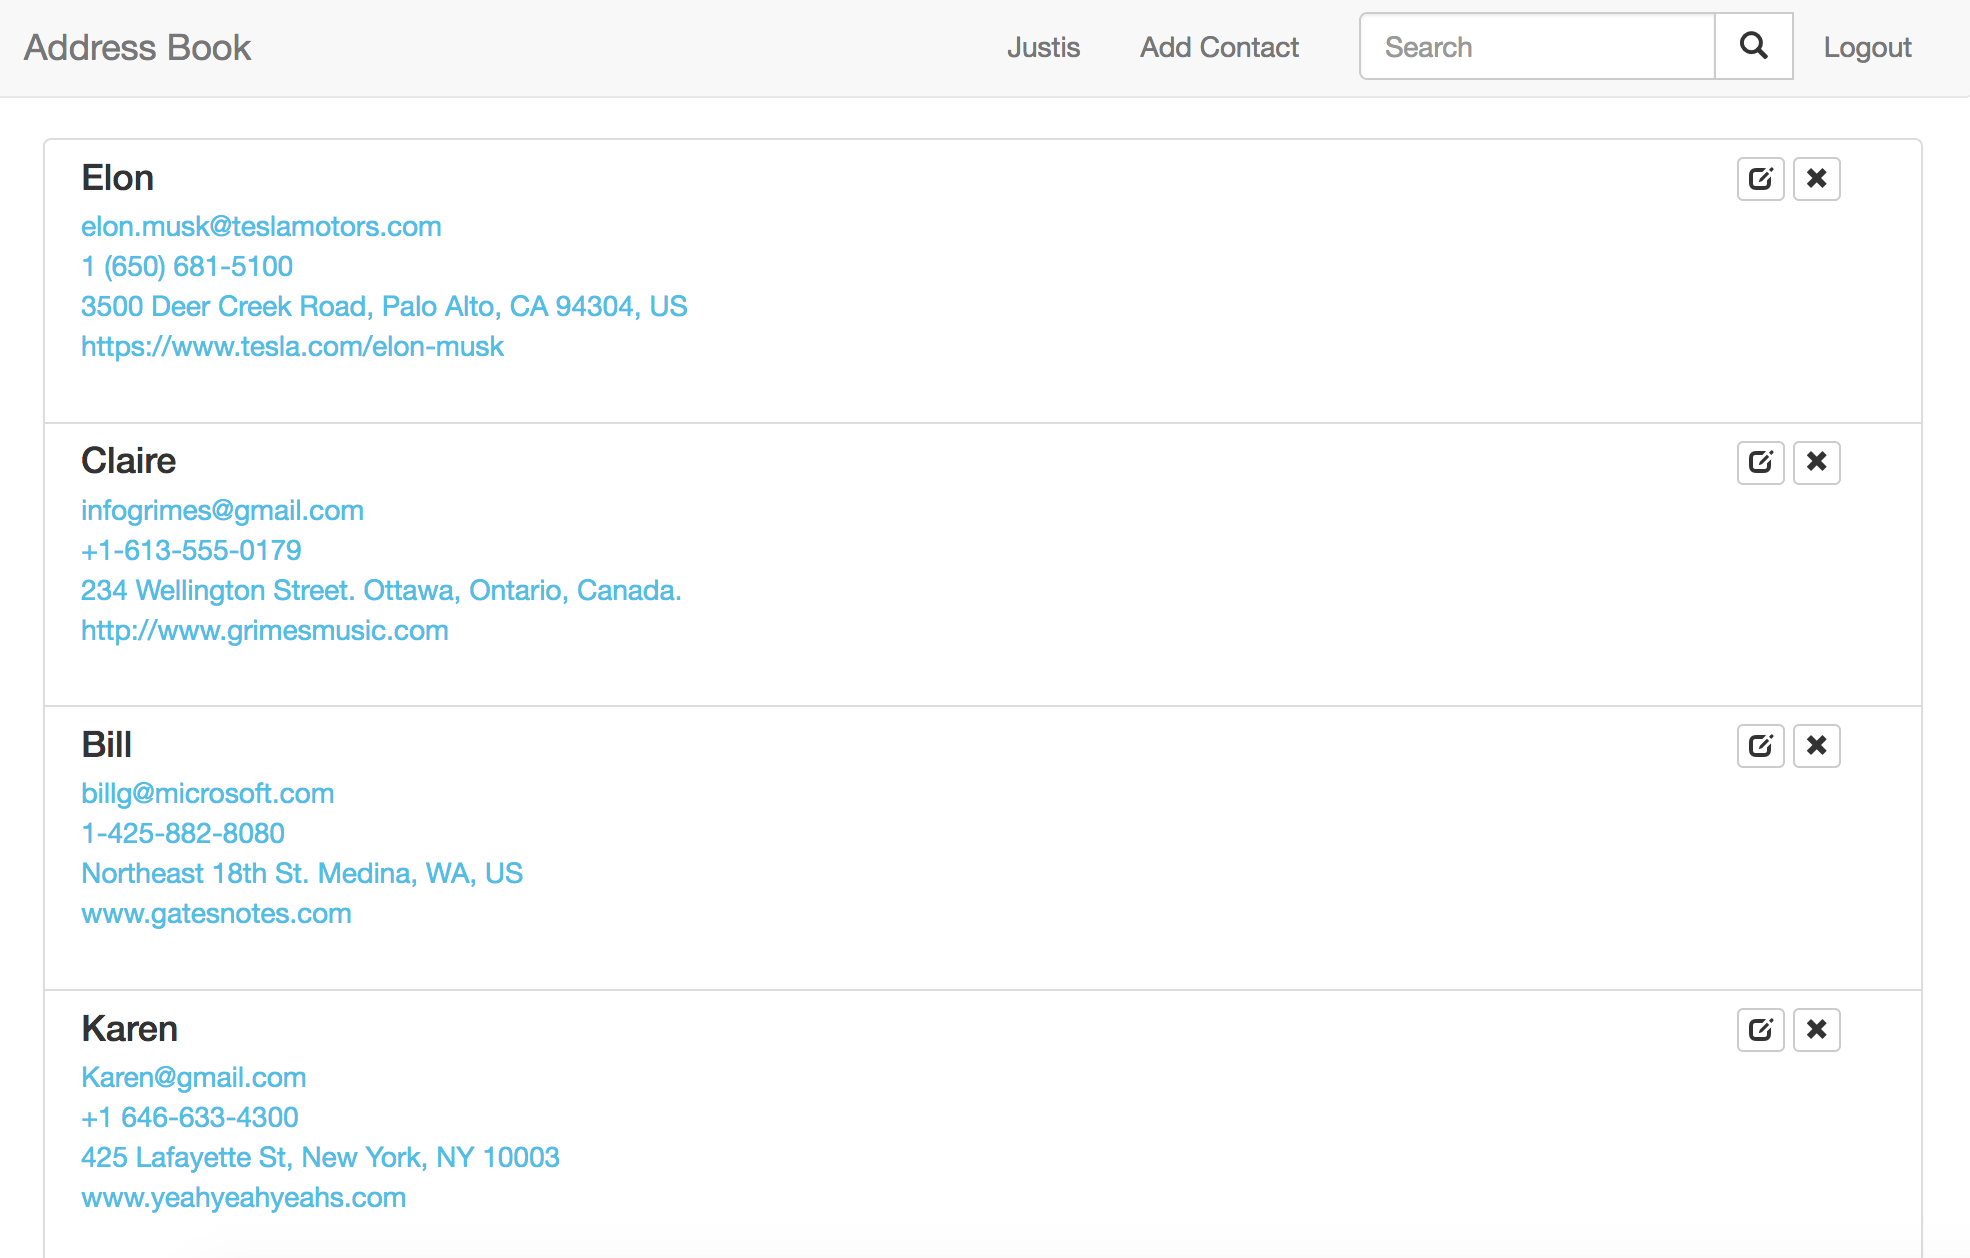 Address Book Justis Add Contact Search Logout
Elon
elon.musk@teslamotors.com
1 (650) 681-5100
3500 Deer Creek Road, Palo Alto, CA 94304, US
https://www.tesla.com/elon-musk
Claire
infogrimes@gmail.com
+1-613-555-0179
234 Wellington Street. Ottawa, Ontario, Canada.
http://www.grimesmusic.com
Bill
billg@microsoft.com
1-425-882-8080
Northeast 18th St. Medina, WA, US
www.gatesnotes.com
Karen
Karen@gmail.com
+1 646-633-4300
425 Lafayette St, New York, NY 10003
www.yeahyeahyeahs.com